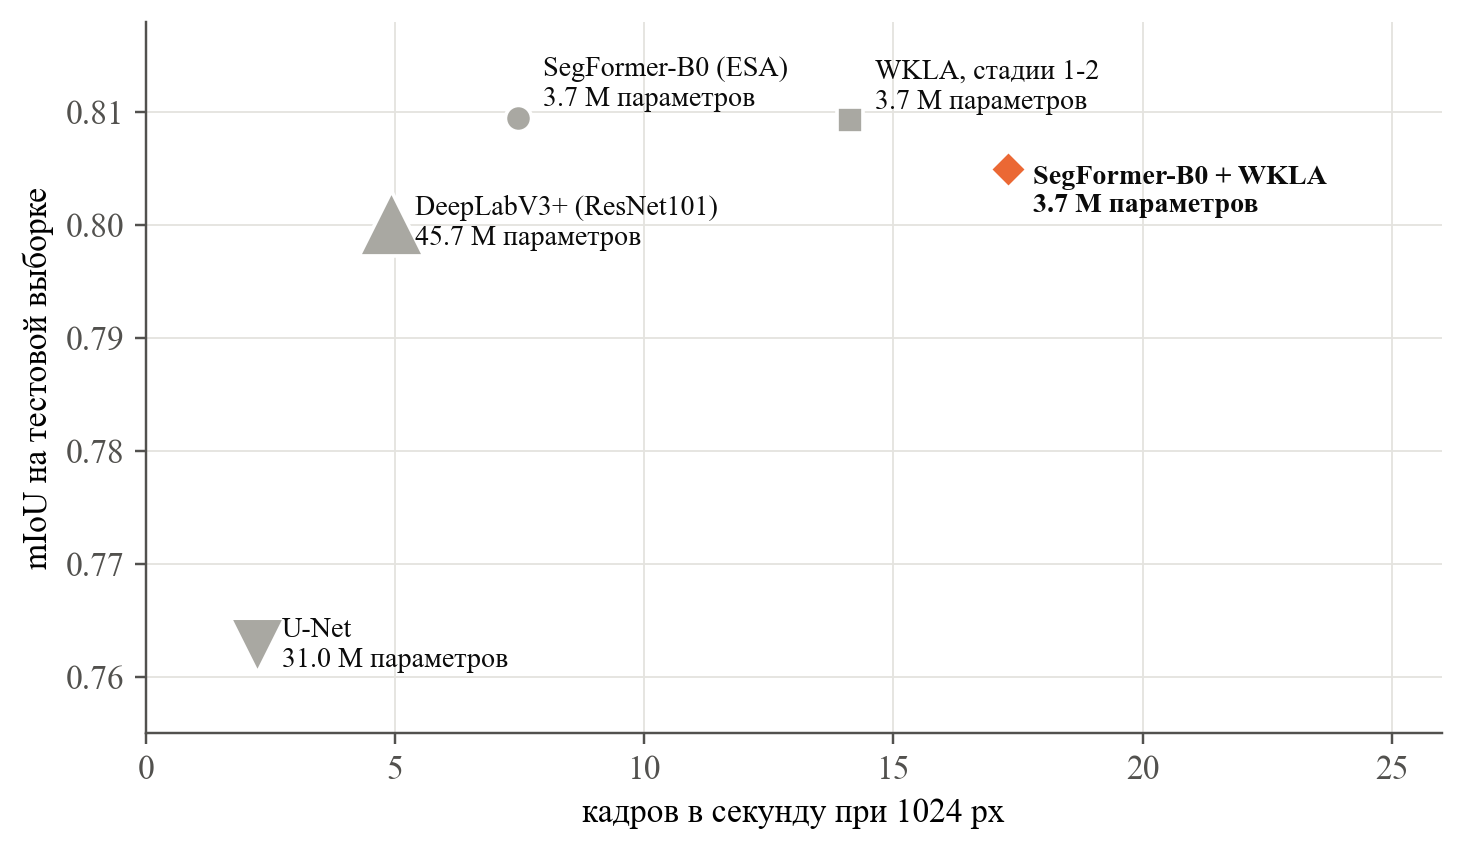 SegFormer-B0 (ESA)
3.7 M параметров
WKLA, стадии 1-2
3.7 M параметров
SegFormer-B0 + WKLA
3.7 M параметров
DeepLabV3+ (ResNet101)
45.7 M параметров
U-Net
31.0 M параметров
mIoU на тестовой выборке
0.81
0.80
0.79
0.78
0.77
0.76
0
5
10
15
20
25
кадров в секунду при 1024 px